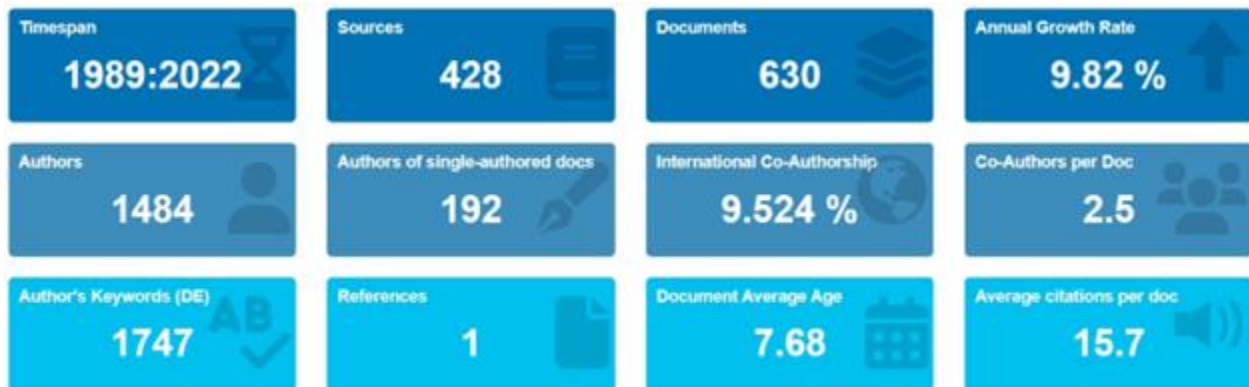 Timespan
1989:2022
Sources
428
Documents
630
Annual Growth Rate
9.82 %
Authors
1484
Authors of single-authored docs
192
International Co-Authorship
9.524 %
Co-Authors per Doc
2.5
Author's Keywords (DE)
1747
AB
References
1
Document Average Age
7.68
Average citations per doc
15.7